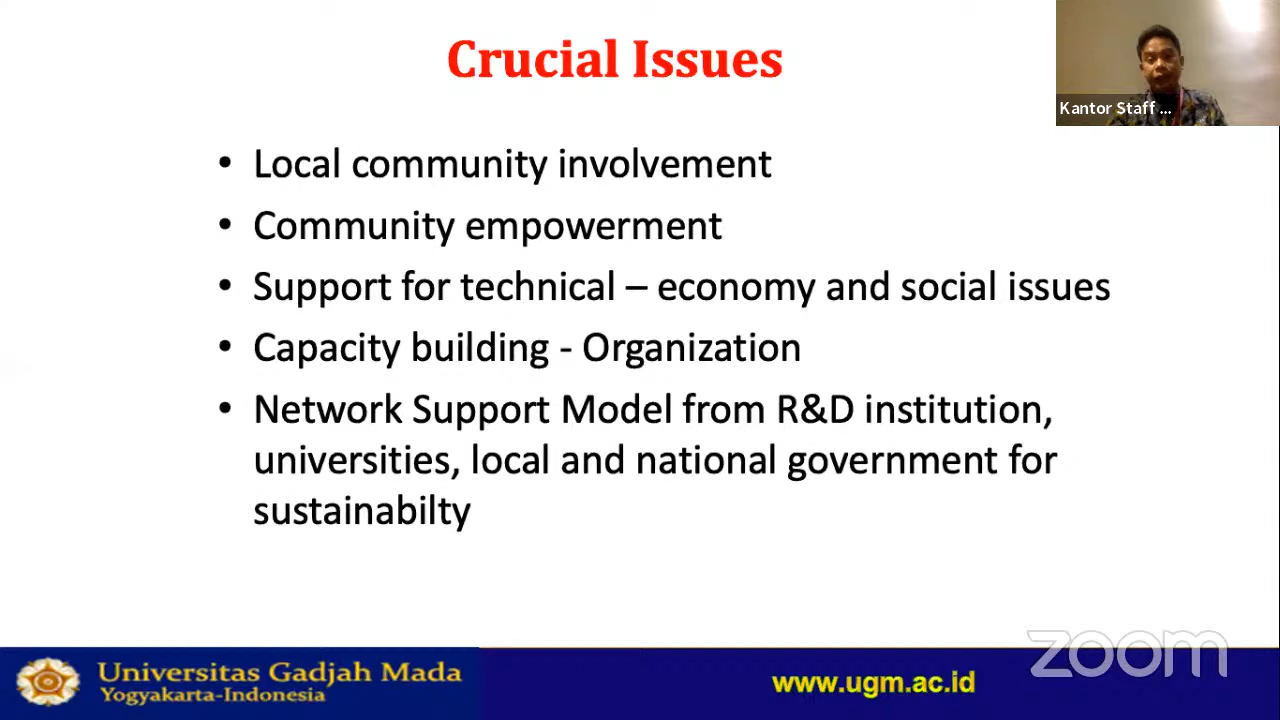 Crucial Issues
Kantor Staff ...
• Local community involvement
• Community empowerment
• Support for technical – economy and social issues
• Capacity building - Organization
• Network Support Model from R&D institution,
universities, local and national government for
sustainabilty
zoom
Universitas Gadjah Mada
Yogyakarta-Indonesia
www.ugm.ac.id